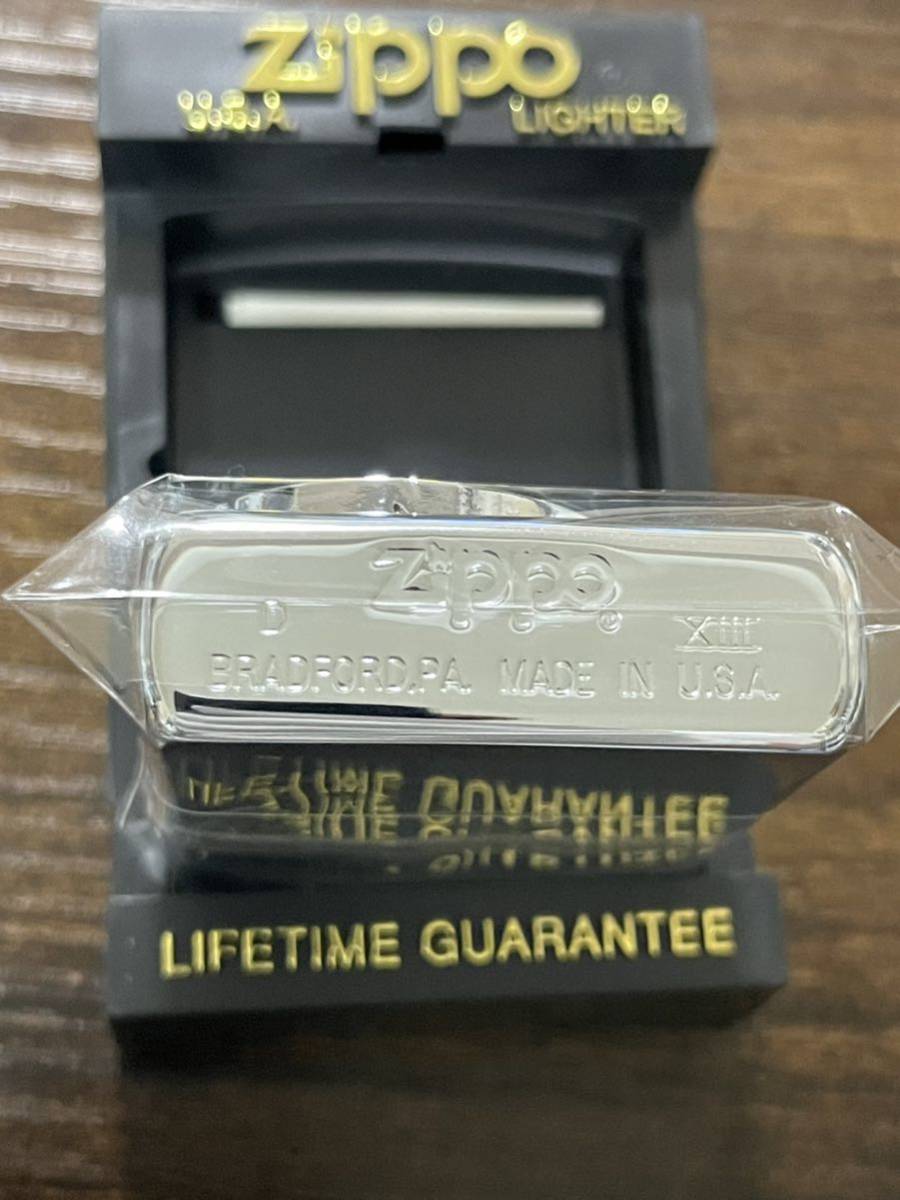 Zippo
U.S.A. LIGHTER
Zippo®
D XIII
BRADFORD,PA. MADE IN U.S.A.
LIFETIME GUARANTEE